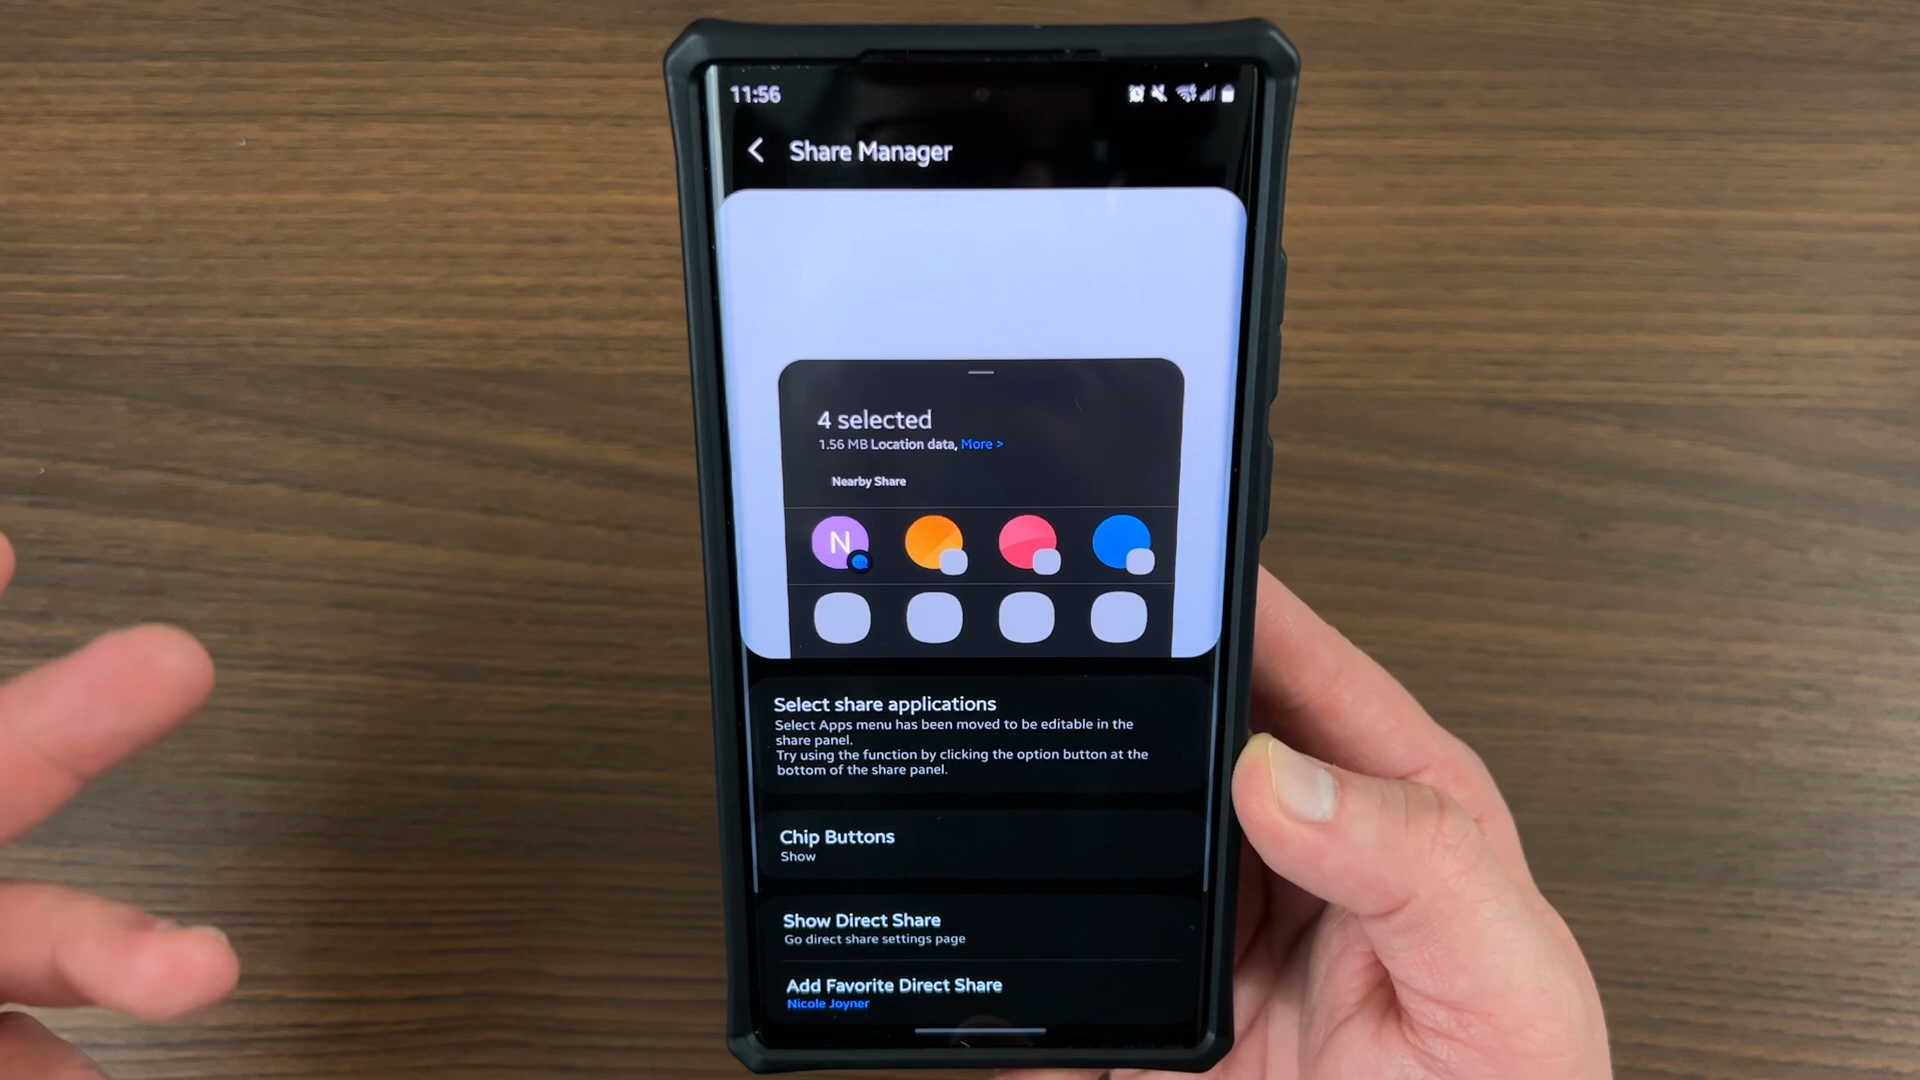 11:56
Share Manager
4 selected
1.56 MB Location data, More >
Nearby Share
N
Select share applications
Select Apps menu has been moved to be editable in the
share panel.
Try using the function by clicking the option button at the
bottom of the share panel.
Chip Buttons
Show
Show Direct Share
Go direct share settings page
Add Favorite Direct Share
Nicole Joyner